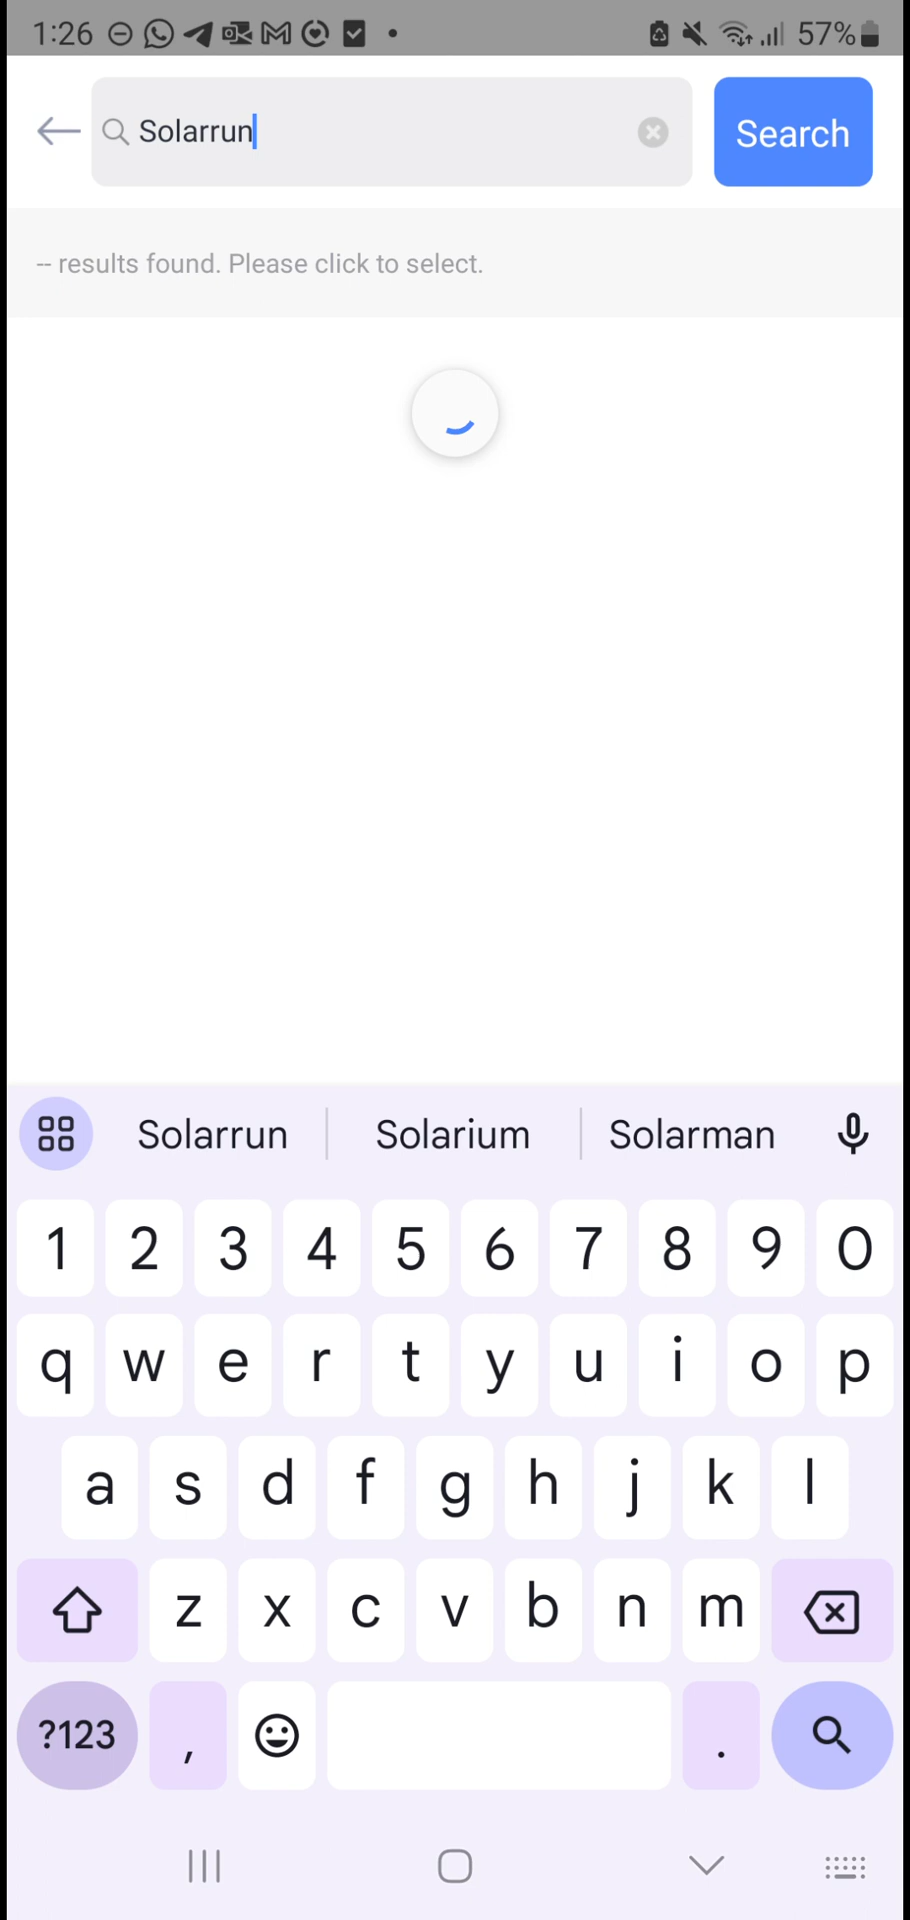 1:26 57%
Solarrun
Search
-- results found. Please click to select.
Solarrun Solarium Solarman
1 2 3 4 5 6 7 8 9 0
q w e r t y u i o p
a s d f g h j k l
z x c v b n m
?123 , .